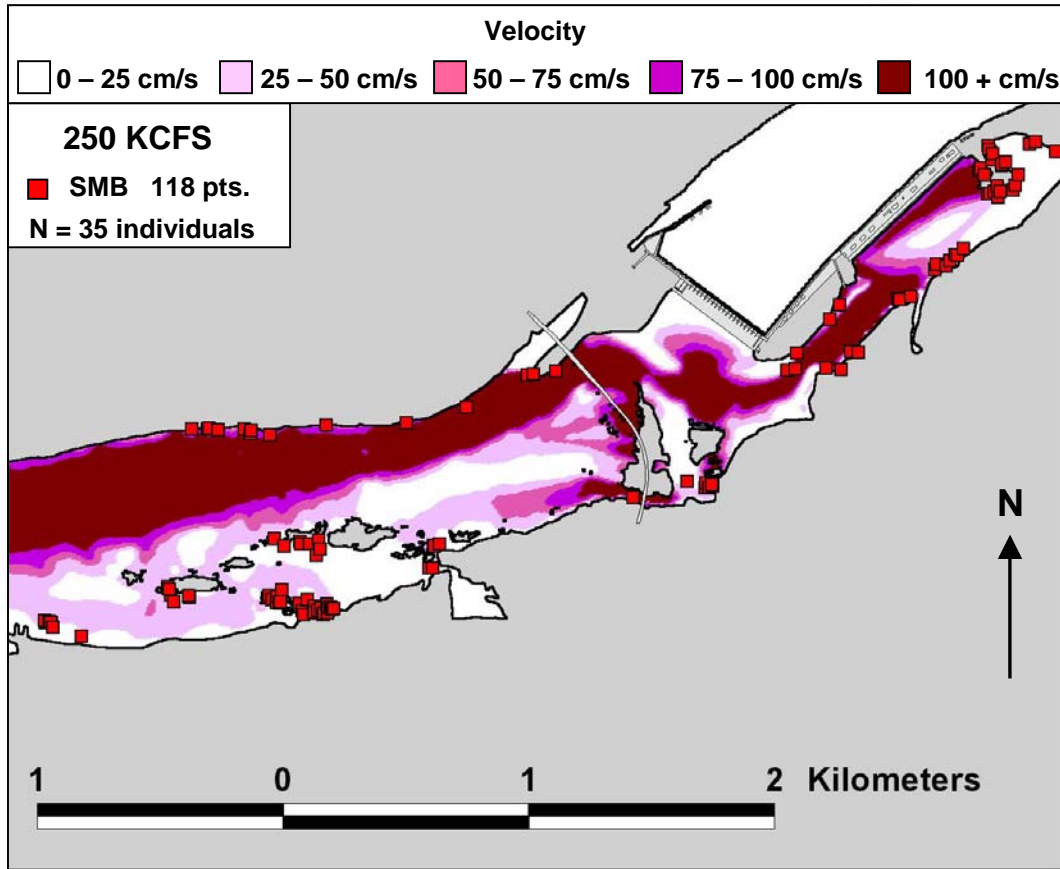 Velocity
0 – 25 cm/s 25 – 50 cm/s 50 – 75 cm/s 75 – 100 cm/s 100 + cm/s
250 KCFS
SMB 118 pts.
N = 35 individuals
N
1 0 1 2 Kilometers